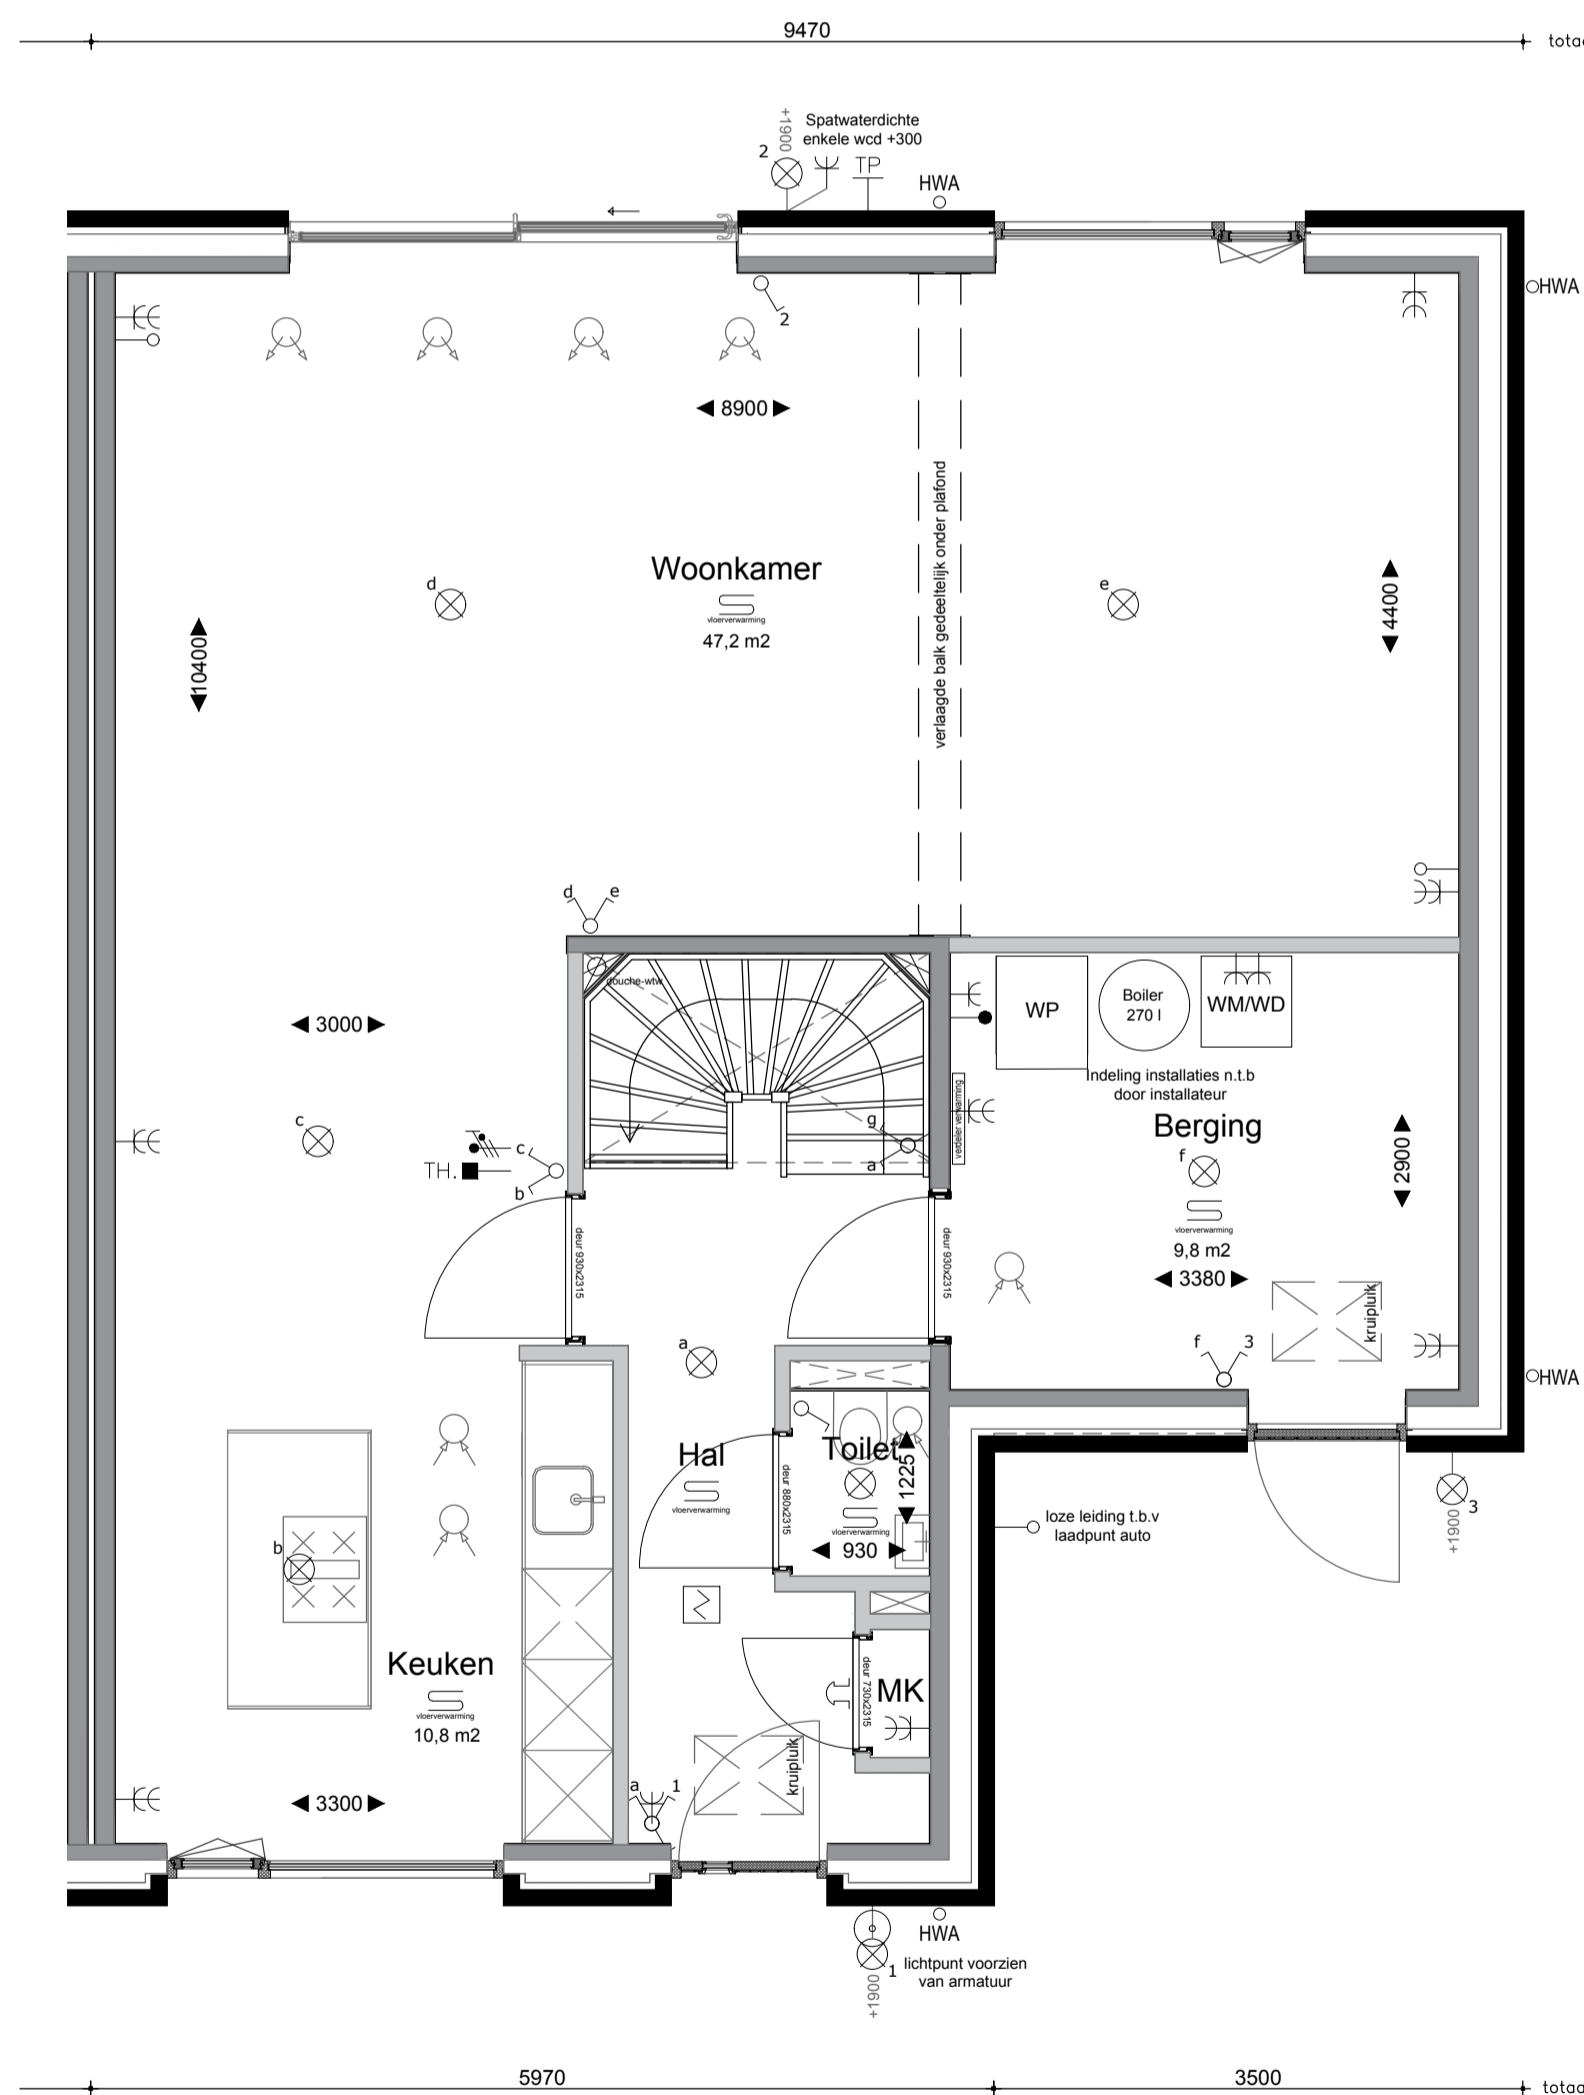 9470
totaa
+1900
Spatwaterdichte
enkele wcd +300
2
TP
HWA
HWA
2
8900
verlaagde balk gedeeltelijk onder plafond
Woonkamer
vloerverwarming
47,2 m2
d
e
10400
4400
d
e
douche-wtw
WP
Boiler
270 l
WM/WD
3000
Indeling installaties n.t.b
door installateur
verdeler verwarming
Berging
f
vloerverwarming
9,8 m2
3380
2900
c
c
TH.
b
g
a
deur 930x2315
deur 930x2315
kruipluik
f
3
HWA
a
Hal
vloerverwarming
Toilet
1225
vloerverwarming
930
deur 880x2315
loze leiding t.b.v
laadpunt auto
3
+1900
b
Keuken
vloerverwarming
10,8 m2
MK
deur 730x2315
kruipluik
3300
a
1
HWA
1
lichtpunt voorzien
van armatuur
+1900
5970
3500
totaa